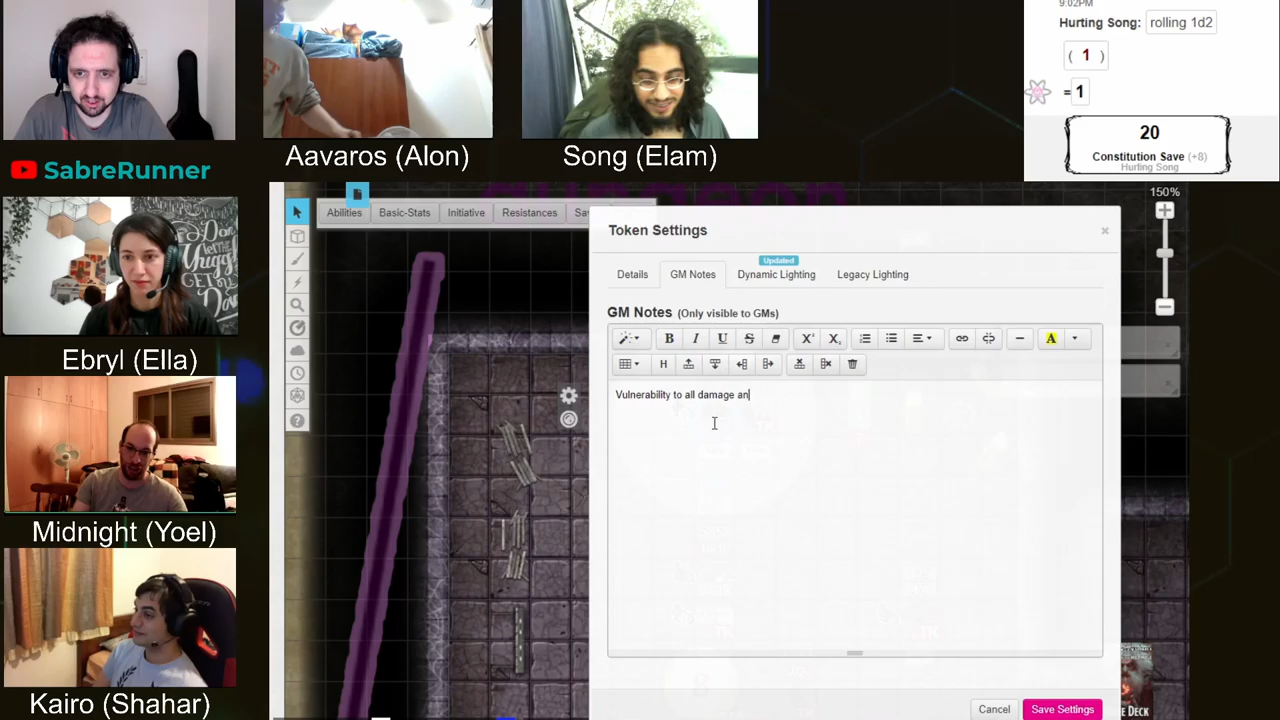 9:02PM
Hurting Song: rolling 1d2
( 1 )
= 1
20
Constitution Save (+8)
Hurting Song
Aavaros (Alon)
Song (Elam)
SabreRunner
Ebryl (Ella)
Midnight (Yoel)
Kairo (Shahar)
Abilities Basic-Stats Initiative Resistances
150%
Token Settings
Updated
Details GM Notes Dynamic Lighting Legacy Lighting
GM Notes (Only visible to GMs)
Vulnerability to all damage an
Cancel Save Settings
DECK